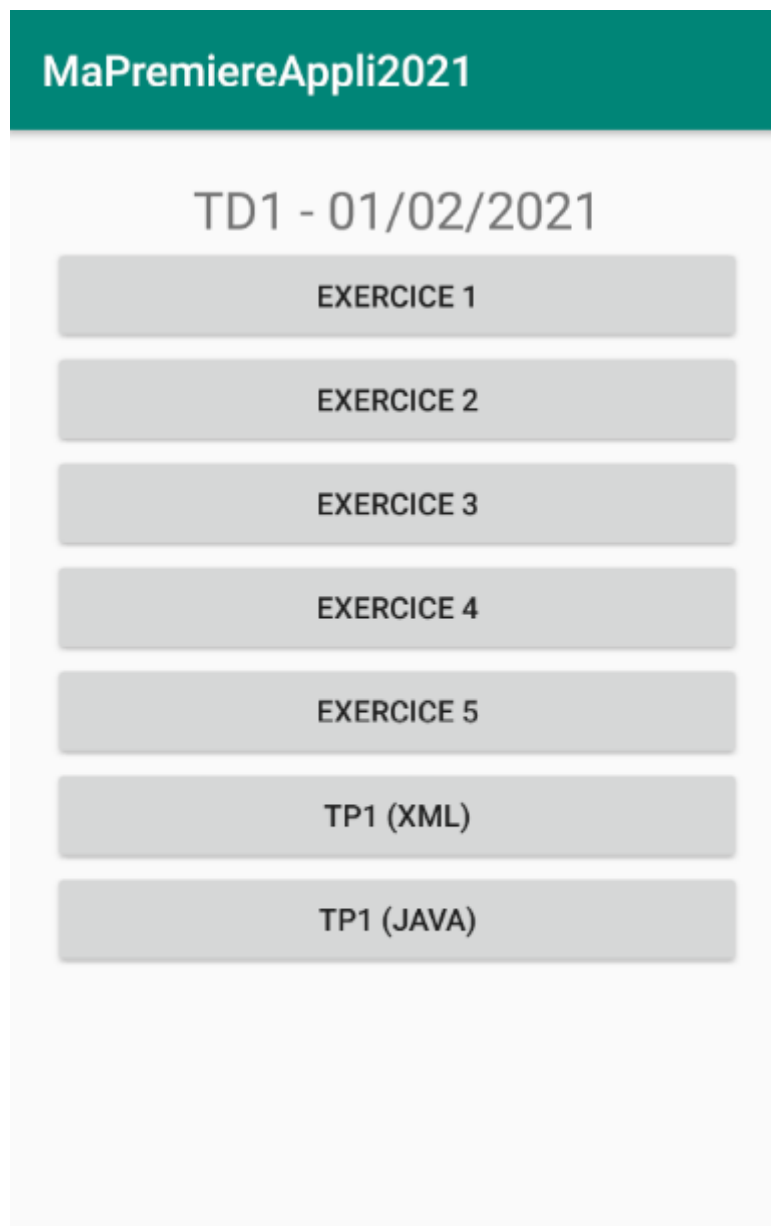 MaPremiereAppli2021
TD1 - 01/02/2021
EXERCICE 1
EXERCICE 2
EXERCICE 3
EXERCICE 4
EXERCICE 5
TP1 (XML)
TP1 (JAVA)